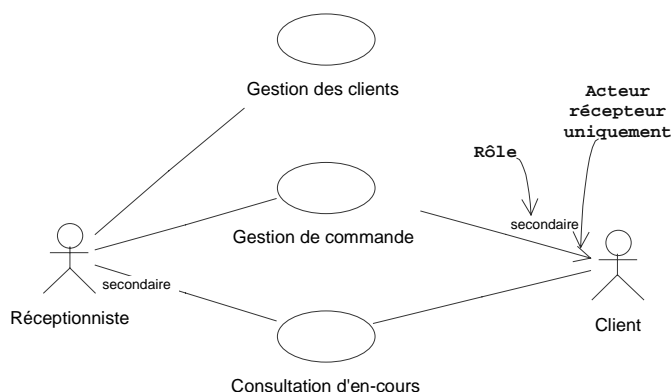 Gestion des clients
Acteur
récepteur
uniquement
Rôle
secondaire
Gestion de commande
secondaire
Réceptionniste
Client
Consultation d'en-cours